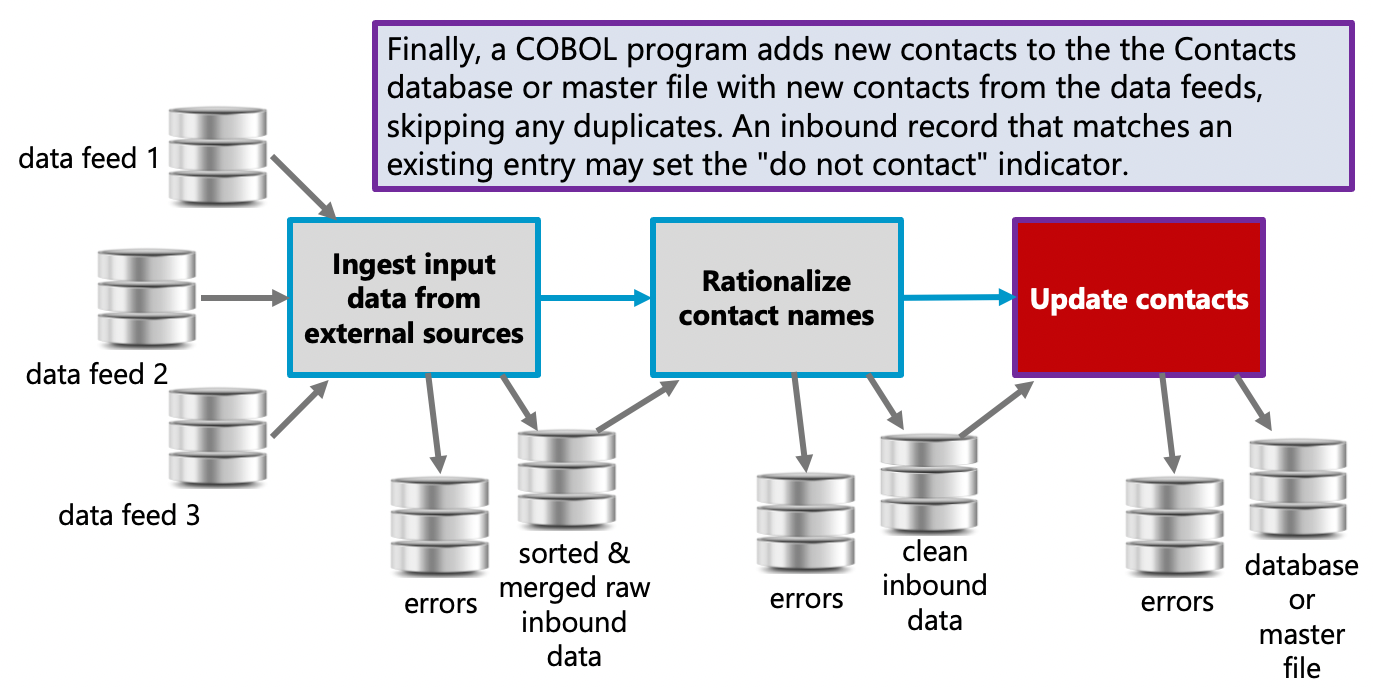 Finally, a COBOL program adds new contacts to the the Contacts
database or master file with new contacts from the data feeds,
skipping any duplicates. An inbound record that matches an
existing entry may set the "do not contact" indicator.
data feed 1
data feed 2
data feed 3
Ingest input
data from
external sources
Rationalize
contact names
Update contacts
errors
sorted &
merged raw
inbound
data
errors
clean
inbound
data
errors
database
or
master
file